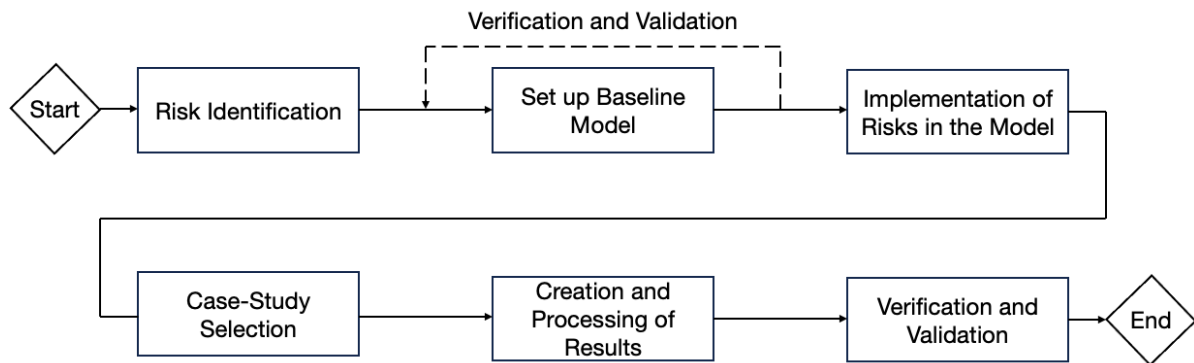 Verification and Validation
Start
Risk Identification
Set up Baseline
Model
Implementation of
Risks in the Model
Case-Study
Selection
Creation and
Processing of
Results
Verification and
Validation
End